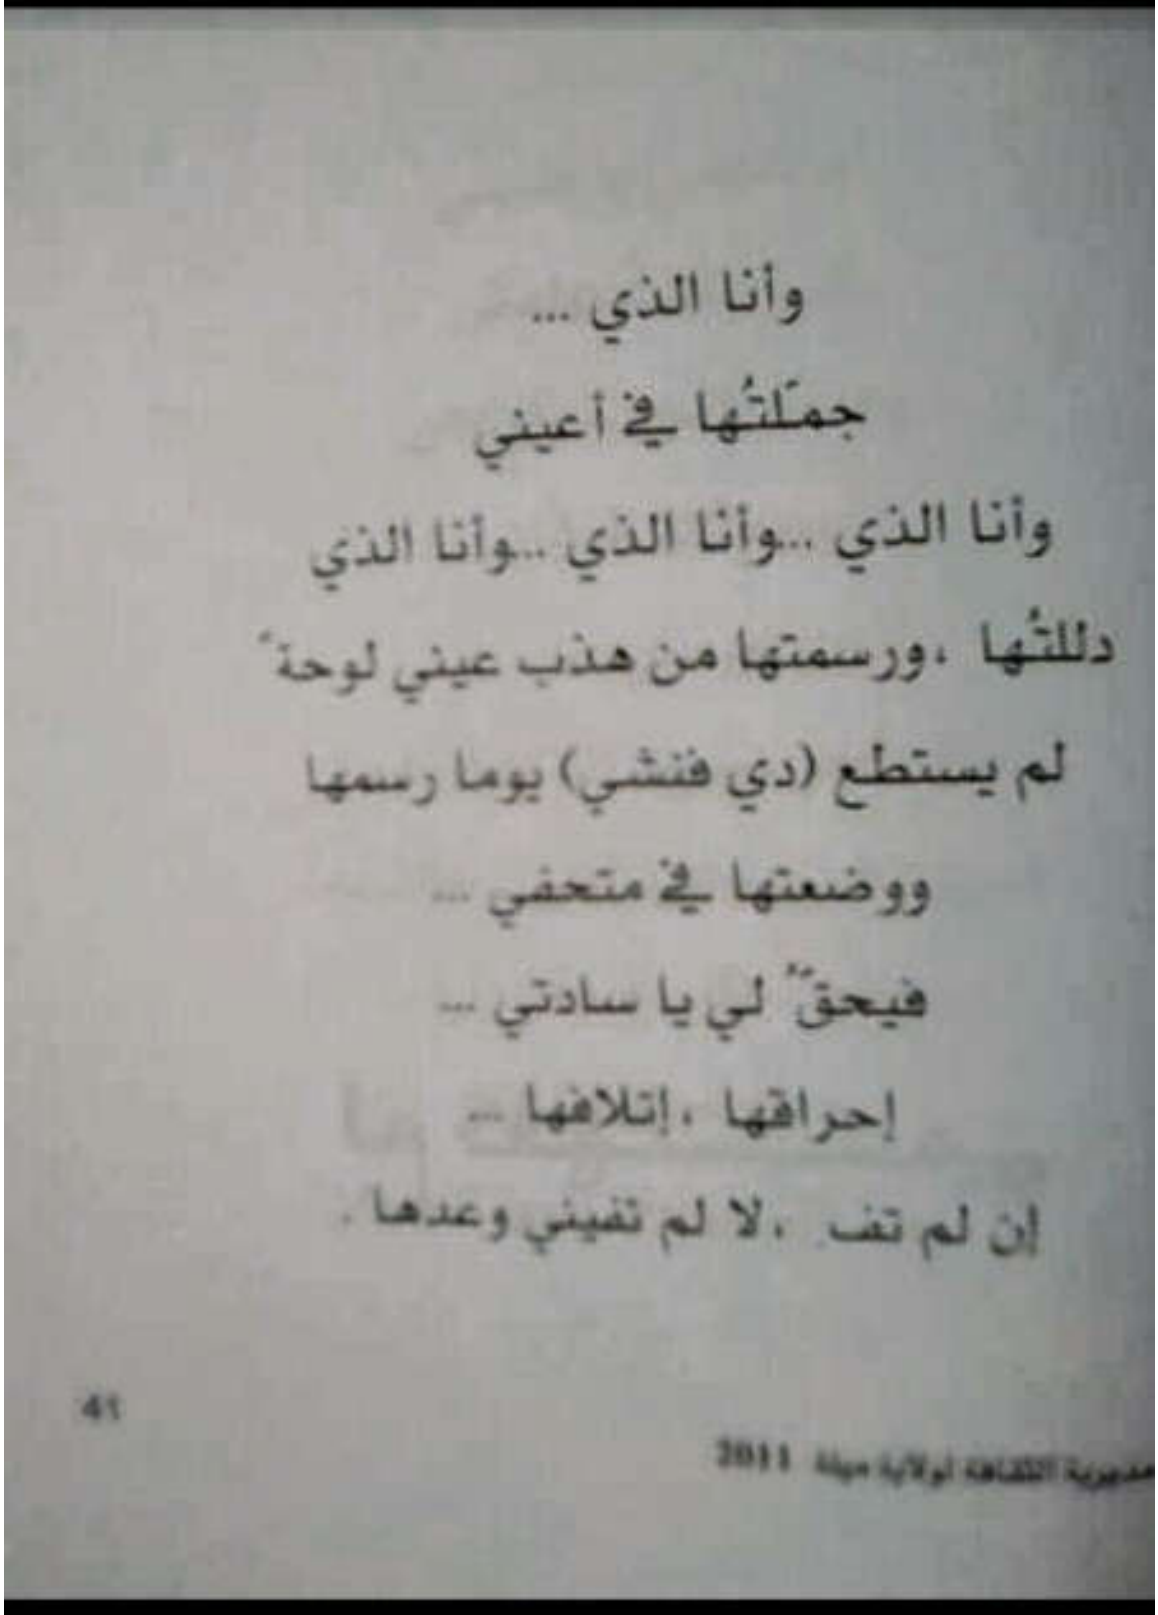 وأنا الذي ...
جمّلتُها في أعيني
وأنا الذي ...وأنا الذي ...وأنا الذي
دللتُها ،ورسمتها من هذب عيني لوحة ً
لم يستطع (دي فنشي) يوما رسمها
ووضعتها في متحفي ...
فيحقّ ُ لي يا سادتي ...
إحراقها ،إتلافها ...
إن لم تف ،لا لم تفيني وعدها .
41
مديرية الثقافة لولاية ميلة 2011